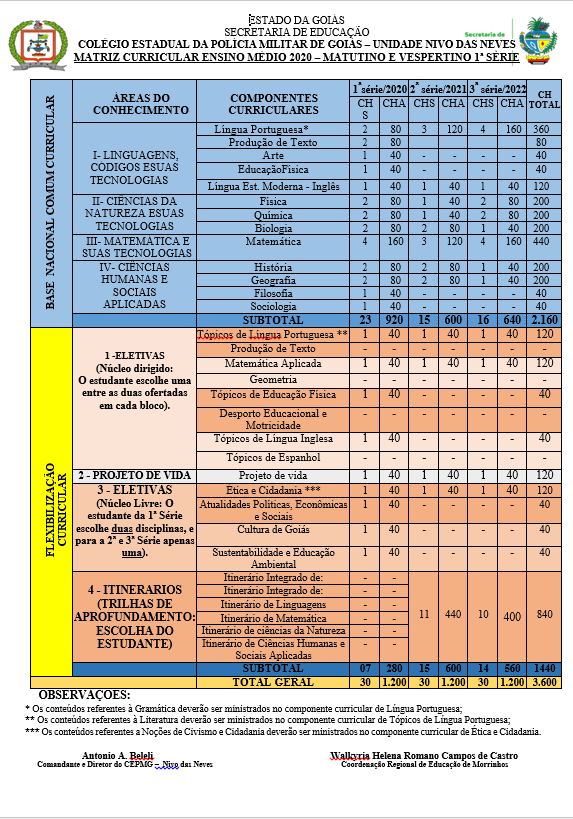 ESTADO DA GOIÁS
SECRETARIA DE EDUCAÇÃO
COLÉGIO ESTADUAL DA POLÍCIA MILITAR DE GOIÁS – UNIDADE NIVO DAS NEVES
MATRIZ CURRICULAR ENSINO MÉDIO 2020 – MATUTINO E VESPERTINO 1ª SÉRIE
Secretaria de
ÁREAS DO CONHECIMENTO COMPONENTES CURRICULARES 1ªsérie/2020 2ª série/2021 3ª série/2022 CH TOTAL
CH S CHA CHS CHA CHS CHA
BASE NACIONAL COMUM CURRICULAR
I- LINGUAGENS, CÓDIGOS ESUAS TECNOLOGIAS
Língua Portuguesa* 2 80 3 120 4 160 360
Produção de Texto 2 80 80
Arte 1 40 - - - - 40
EducaçãoFísica 1 40 - - - - 40
Língua Est. Moderna - Inglês 1 40 1 40 1 40 120
II- CIÊNCIAS DA NATUREZA ESUAS TECNOLOGIAS
Física 2 80 1 40 2 80 200
Química 2 80 1 40 2 80 200
Biologia 2 80 2 80 1 40 200
III- MATEMÁTICA E SUAS TECNOLOGIAS
Matemática 4 160 3 120 4 160 440
IV- CIÊNCIAS HUMANAS E SOCIAIS APLICADAS
História 2 80 2 80 1 40 200
Geografia 2 80 2 80 1 40 200
Filosofia 1 40 - - - - 40
Sociologia 1 40 - - - - 40
SUBTOTAL 23 920 15 600 16 640 2.160
FLEXIBILIZAÇÃO CURRICULAR
1 -ELETIVAS
(Núcleo dirigido:
O estudante escolhe uma
entre as duas ofertadas
em cada bloco).
Tópicos de Língua Portuguesa ** 1 40 1 40 1 40 120
Produção de Texto - - - - - - -
Matemática Aplicada 1 40 1 40 1 40 120
Geometria - - - - - - -
Tópicos de Educação Física 1 40 - - - - 40
Desporto Educacional e Motricidade - - - - - - -
Tópicos de Língua Inglesa 1 40 - - - - 40
Tópicos de Espanhol - - - - - - -
2 - PROJETO DE VIDA Projeto de vida 1 40 1 40 1 40 120
3 - ELETIVAS
(Núcleo Livre: O
estudante da 1ª Série
escolhe duas disciplinas, e
para a 2ª e 3ª Série apenas
uma).
Ética e Cidadania *** 1 40 1 40 1 40 120
Atualidades Políticas, Econômicas e Sociais 1 40 - - - - 40
Cultura de Goiás 1 40 - - - - 40
Sustentabilidade e Educação Ambiental 1 40 - - - - 40
4 - ITINERARIOS
(TRILHAS DE
APROFUNDAMENTO:
ESCOLHA DO
ESTUDANTE)
Itinerário Integrado de: - - 11 440 10 400 840
Itinerário Integrado de: - -
Itinerário de Linguagens - -
Itinerário de Matemática - -
Itinerário de ciências da Natureza - -
Itinerário de Ciências Humanas e Sociais Aplicadas - -
SUBTOTAL 07 280 15 600 14 560 1440
TOTAL GERAL 30 1.200 30 1.200 30 1.200 3.600
OBSERVAÇÕES:
* Os conteúdos referentes à Gramática deverão ser ministrados no componente curricular de Língua Portuguesa;
** Os conteúdos referentes à Literatura deverão ser ministrados no componente curricular de Tópicos de Língua Portuguesa;
*** Os conteúdos referentes a Noções de Civismo e Cidadania deverão ser ministrados no componente curricular de Ética e Cidadania.
Antonio A. Beleli Walkyria Helena Romano Campos de Castro
Comandante e Diretor do CEPMG – Nivo das Neves Coordenação Regional de Educação de Morrinhos